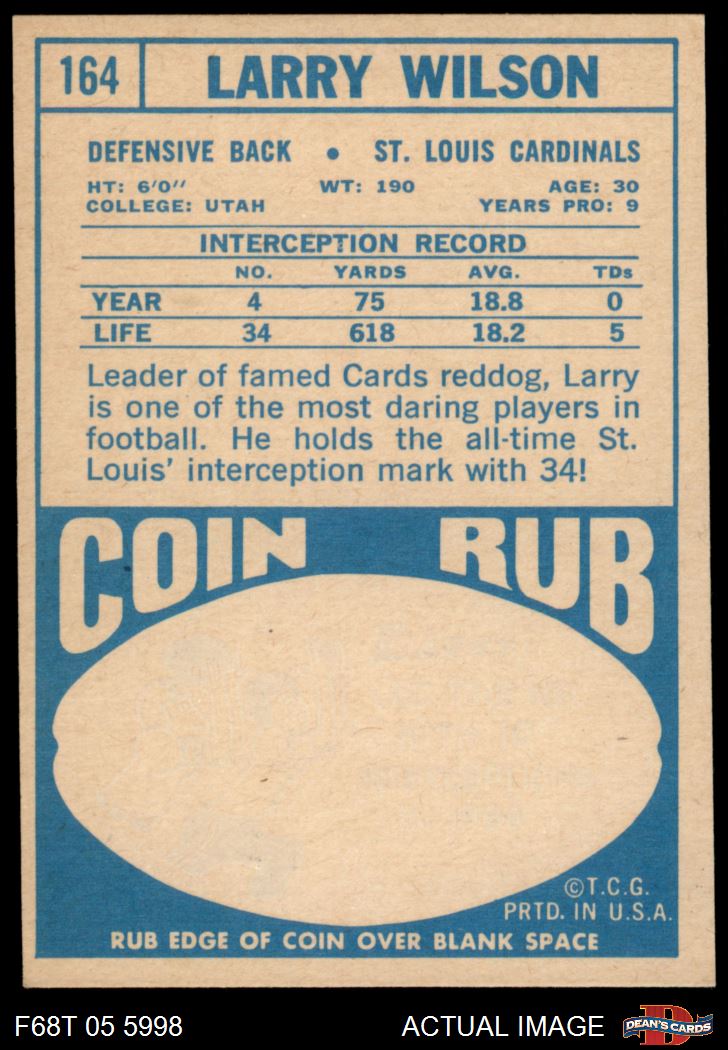 164 LARRY WILSON
DEFENSIVE BACK • ST. LOUIS CARDINALS
HT: 6'0" WT: 190 AGE: 30
COLLEGE: UTAH YEARS PRO: 9
INTERCEPTION RECORD
NO. YARDS AVG. TDs
YEAR 4 75 18.8 0
LIFE 34 618 18.2 5
Leader of famed Cards reddog, Larry
is one of the most daring players in
football. He holds the all-time St.
Louis' interception mark with 34!
COIN RUB
©T.C.G.
PRTD. IN U.S.A.
RUB EDGE OF COIN OVER BLANK SPACE
F68T 05 5998 ACTUAL IMAGE DEAN'S CARDS